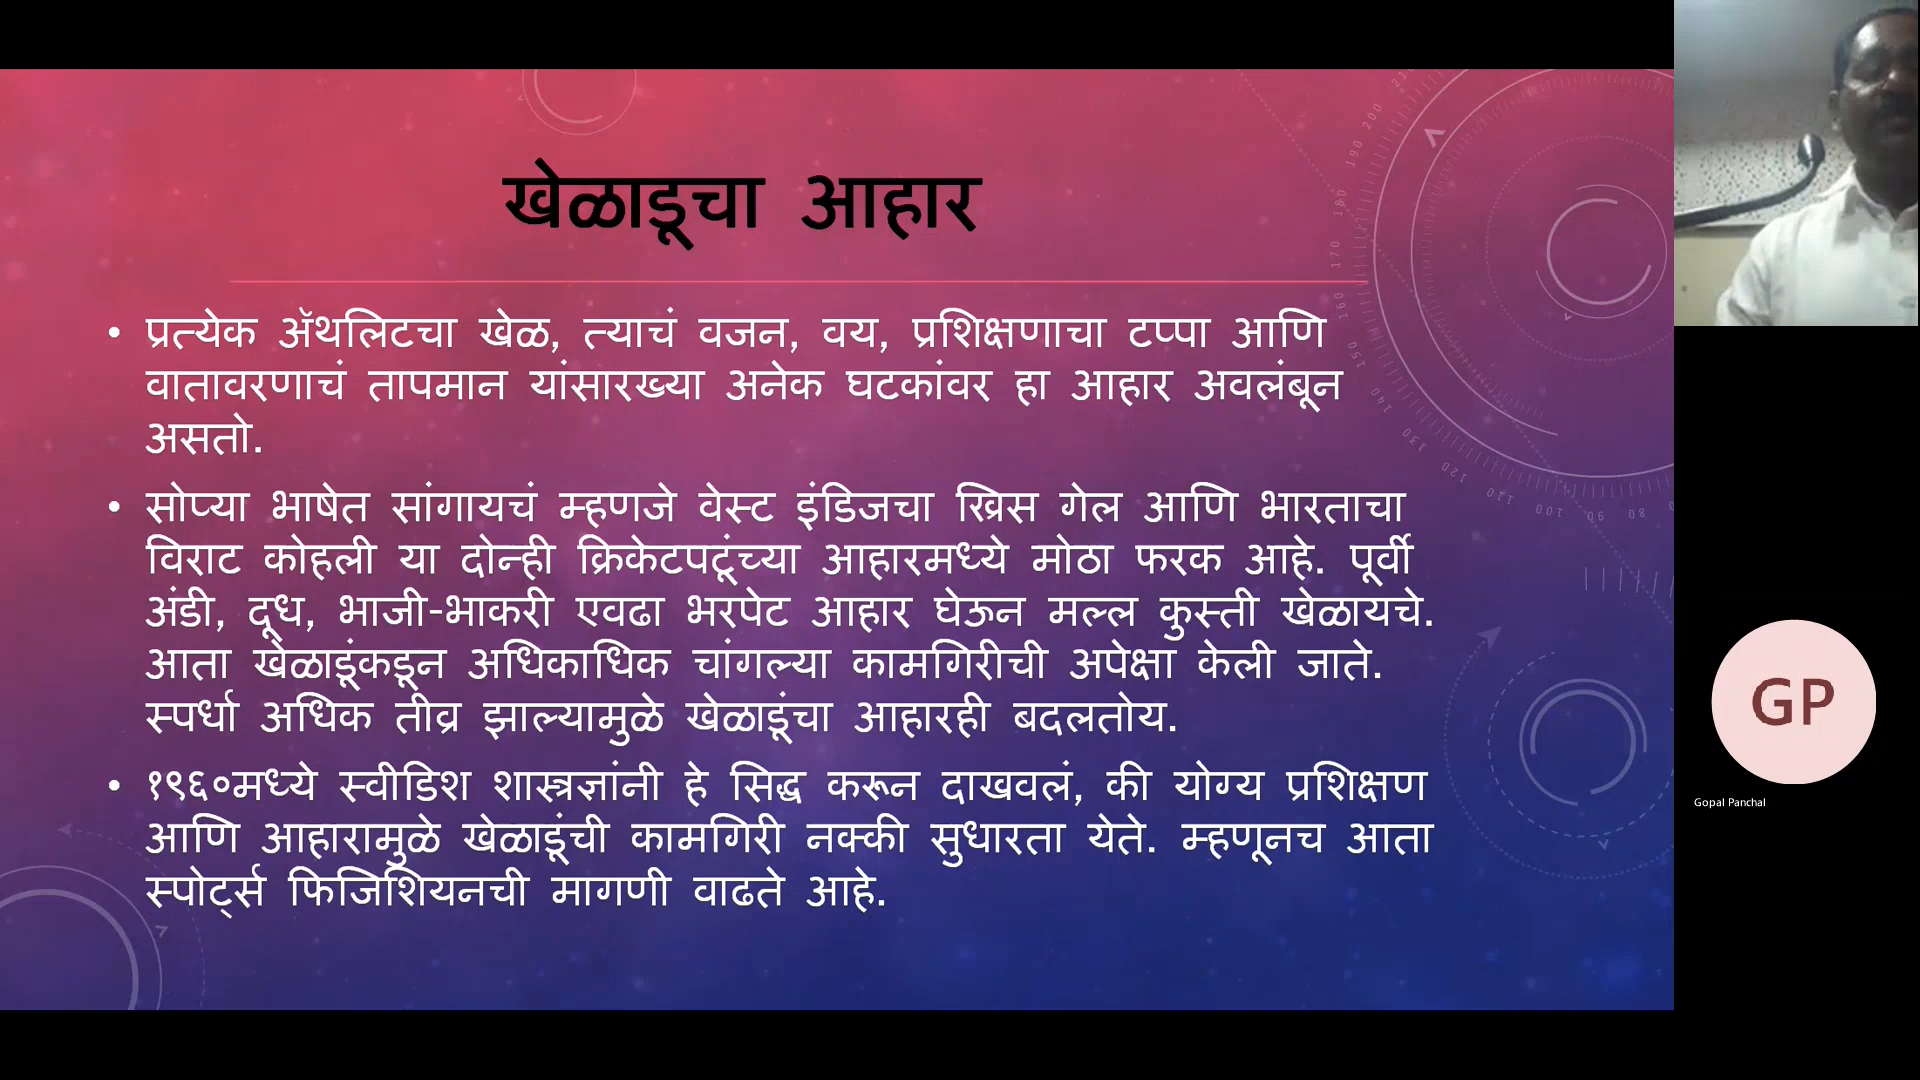 खेळाडूचा आहार
• प्रत्येक ॲथलिटचा खेळ, त्याचं वजन, वय, प्रशिक्षणाचा टप्पा आणि
वातावरणाचं तापमान यांसारख्या अनेक घटकांवर हा आहार अवलंबून
असतो.
• सोप्या भाषेत सांगायचं म्हणजे वेस्ट इंडिजचा ख्रिस गेल आणि भारताचा
विराट कोहली या दोन्ही क्रिकेटपटूंच्या आहारमध्ये मोठा फरक आहे. पूर्वी
अंडी, दूध, भाजी-भाकरी एवढा भरपेट आहार घेऊन मल्ल कुस्ती खेळायचे.
आता खेळाडूंकडून अधिकाधिक चांगल्या कामगिरीची अपेक्षा केली जाते.
स्पर्धा अधिक तीव्र झाल्यामुळे खेळाडूंचा आहारही बदलतोय.
• १९६०मध्ये स्वीडिश शास्त्रज्ञांनी हे सिद्ध करून दाखवलं, की योग्य प्रशिक्षण
आणि आहारामुळे खेळाडूंची कामगिरी नक्की सुधारता येते. म्हणूनच आता
स्पोर्ट्स फिजिशियनची मागणी वाढते आहे.
GP
Gopal Panchal